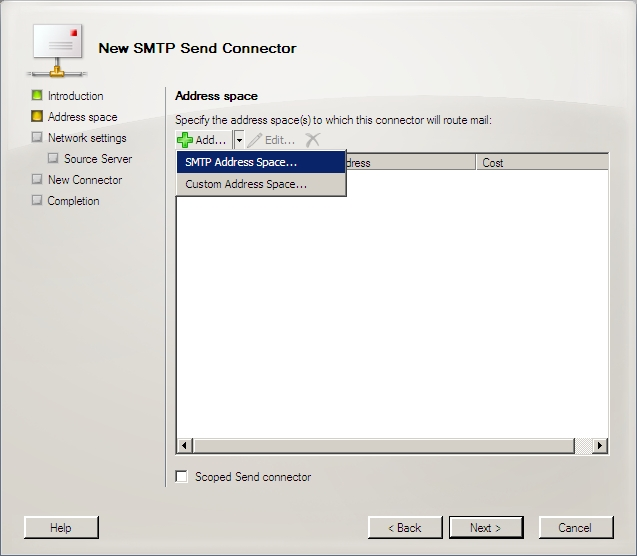 New SMTP Send Connector
Introduction
Address space
Network settings
Source Server
New Connector
Completion
Address space
Specify the address space(s) to which this connector will route mail:
Add... Edit...
SMTP Address Space...
Custom Address Space...
dress Cost
Scoped Send connector
Help < Back Next > Cancel